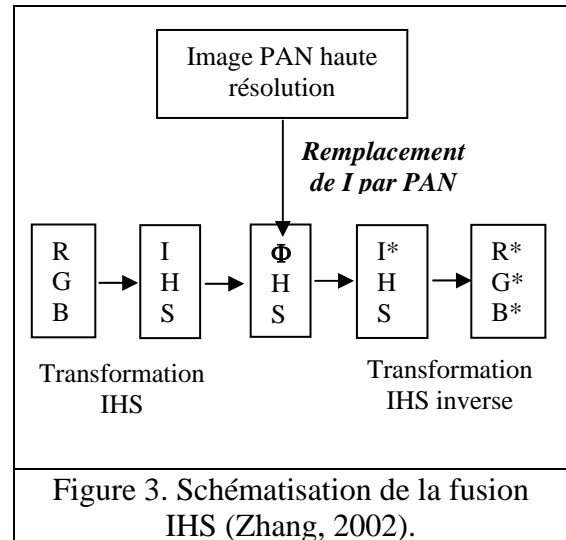 Image PAN haute
résolution
Remplacement
de I par PAN
R
G
B
I
H
S
Φ
H
S
I*
H
S
R*
G*
B*
Transformation
IHS
Transformation
IHS inverse
Figure 3. Schématisation de la fusion
IHS (Zhang, 2002).